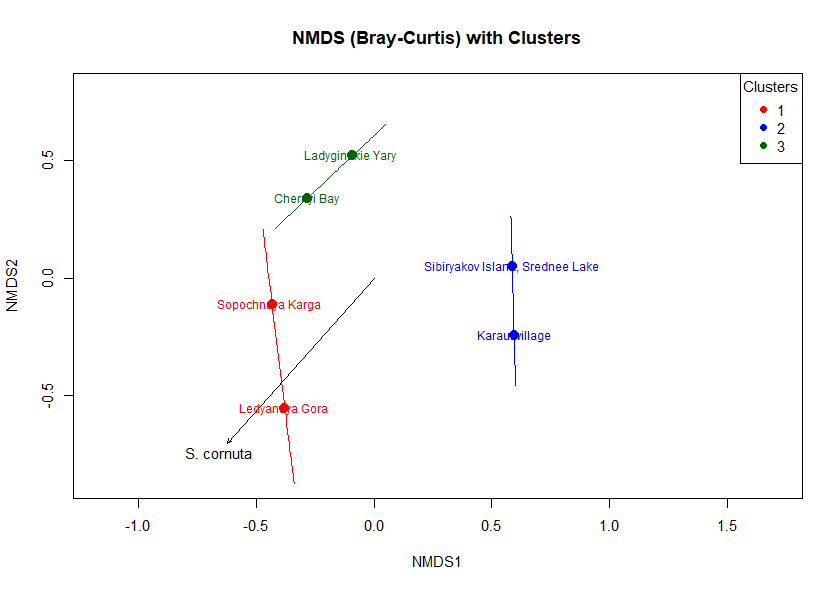 NMDS (Bray-Curtis) with Clusters
Clusters
1
2
3
Ladyginskie Yary
Chernyi Bay
Sibiryakov Island, Srednee Lake
Sopochnaya Karga
Karaul village
Ledyanaya Gora
S. cornuta
NMDS2
0.5
0.0
-0.5
-1.0 -0.5 0.0 0.5 1.0 1.5
NMDS1